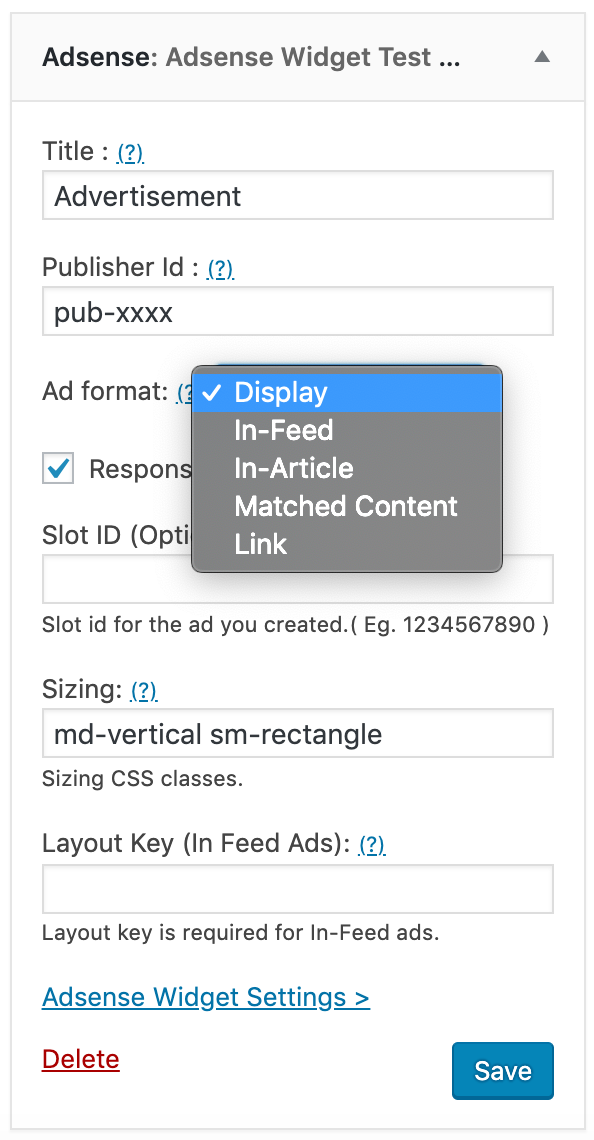 Adsense: Adsense Widget Test ...
Title : (?)
Advertisement
Publisher Id : (?)
pub-xxxx
Ad format:
Display
In-Feed
In-Article
Matched Content
Link
Slot ID
Slot id for the ad you created.( Eg. 1234567890 )
Sizing: (?)
md-vertical sm-rectangle
Sizing CSS classes.
Layout Key (In Feed Ads): (?)
Layout key is required for In-Feed ads.
Adsense Widget Settings >
Delete
Save